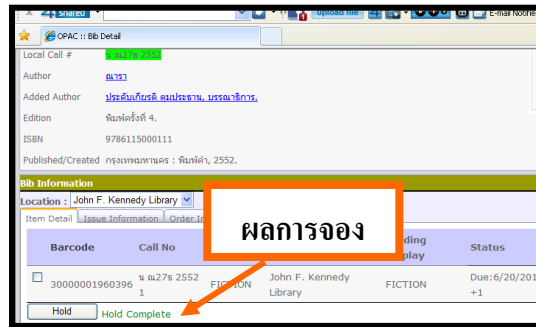 4 shared
upload file
E-mail Notifie
OPAC :: Bib Detail
Local Call #
น ณ27ธ 2552
Author
ณารา
Added Author
ประดับเกียรติ ตุมประธาน, บรรณาธิการ.
Edition
พิมพ์ครั้งที่ 4.
ISBN
9786115000111
Published/Created
กรุงเทพมหานคร : พิมพ์คำ, 2552.
Bib Information
Location : John F. Kennedy Library
Item Detail Issue Information Order In
ผลการจอง
Barcode Call No Status
30000001960396 น ณ27ธ 2552 1 FICTION John F. Kennedy Library FICTION Due:6/20/201 +1
Hold Hold Complete